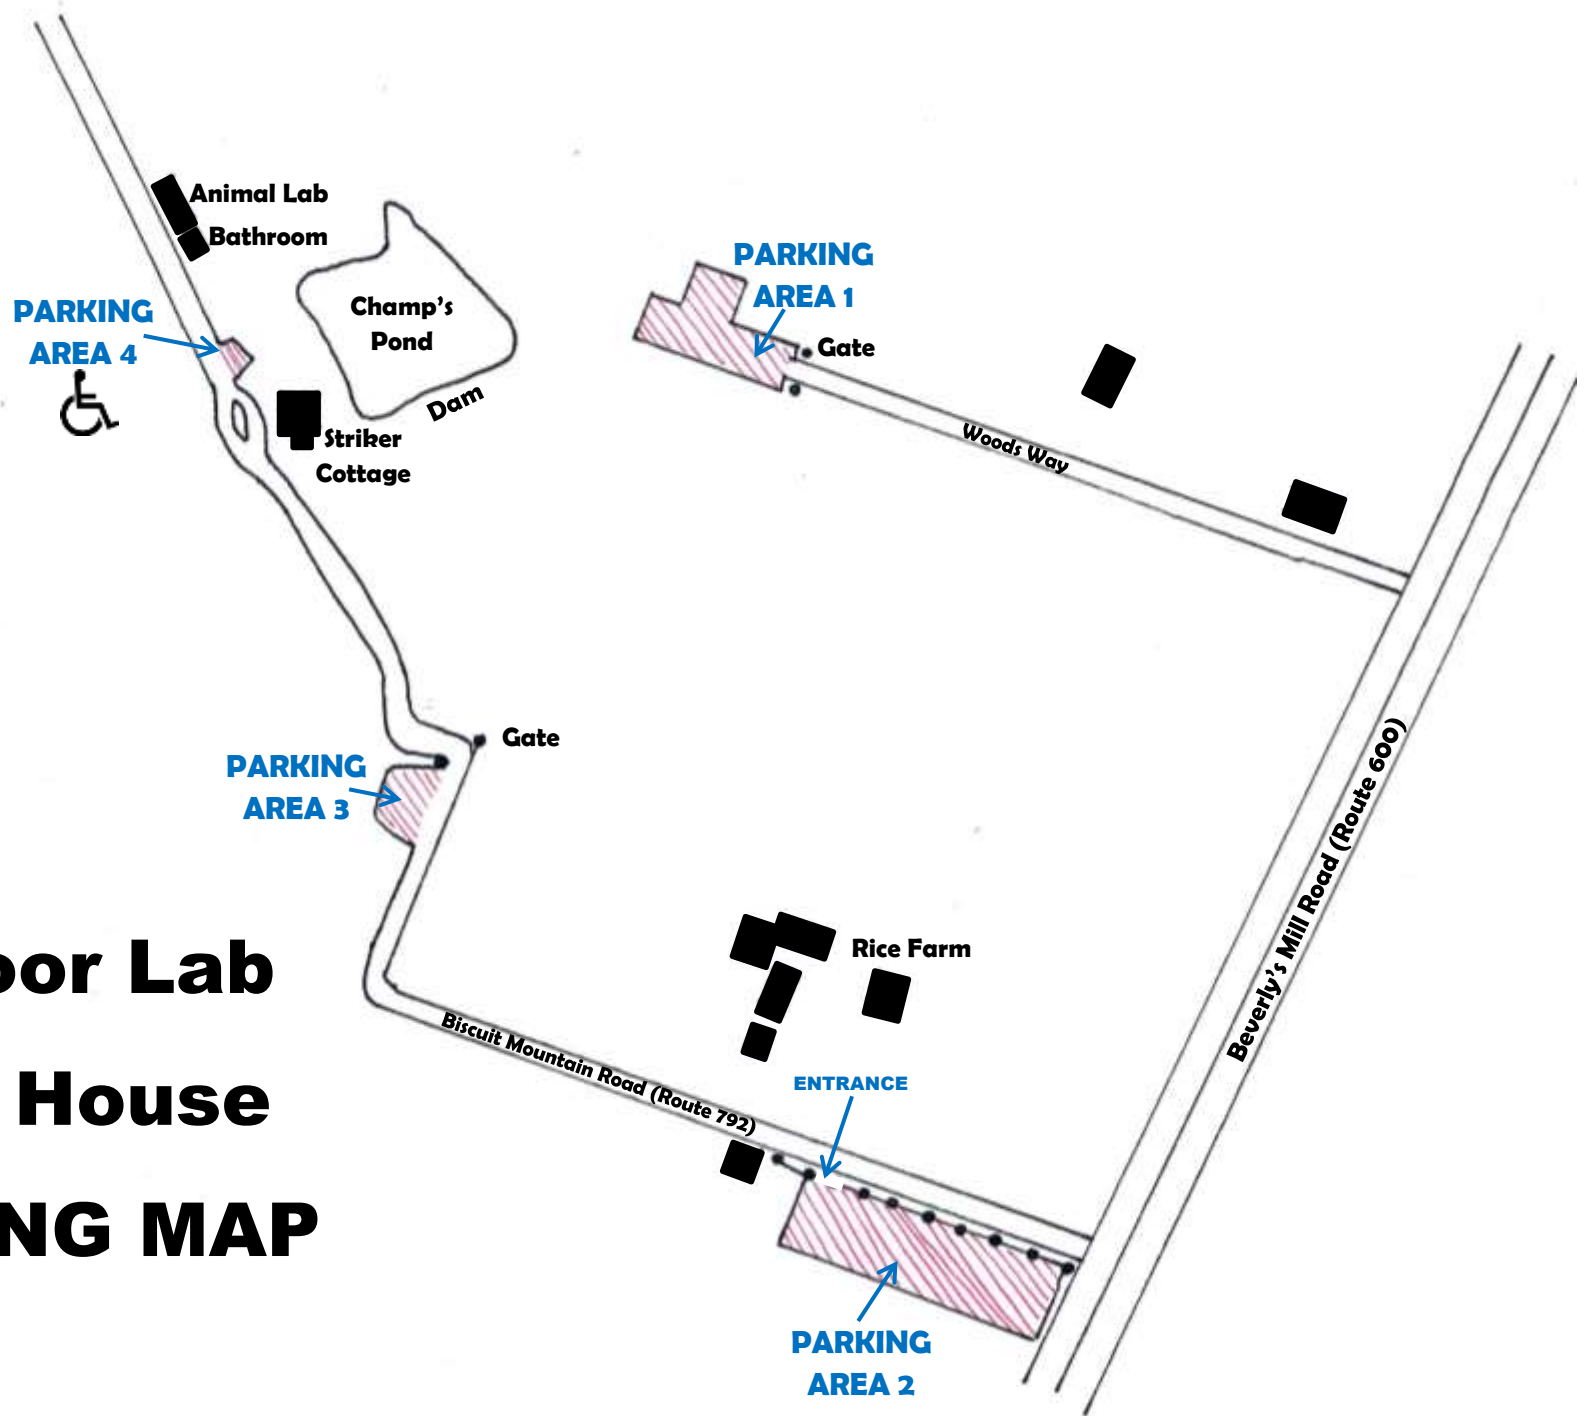 Animal Lab
Bathroom
PARKING
AREA 4
Champ's
Pond
Dam
Striker
Cottage
PARKING
AREA 1
Gate
Woods Way
Gate
PARKING
AREA 3
Beverly's Mill Road (Route 600)
Rice Farm
Biscuit Mountain Road (Route 792)
ENTRANCE
PARKING
AREA 2
oor Lab
House
NG MAP